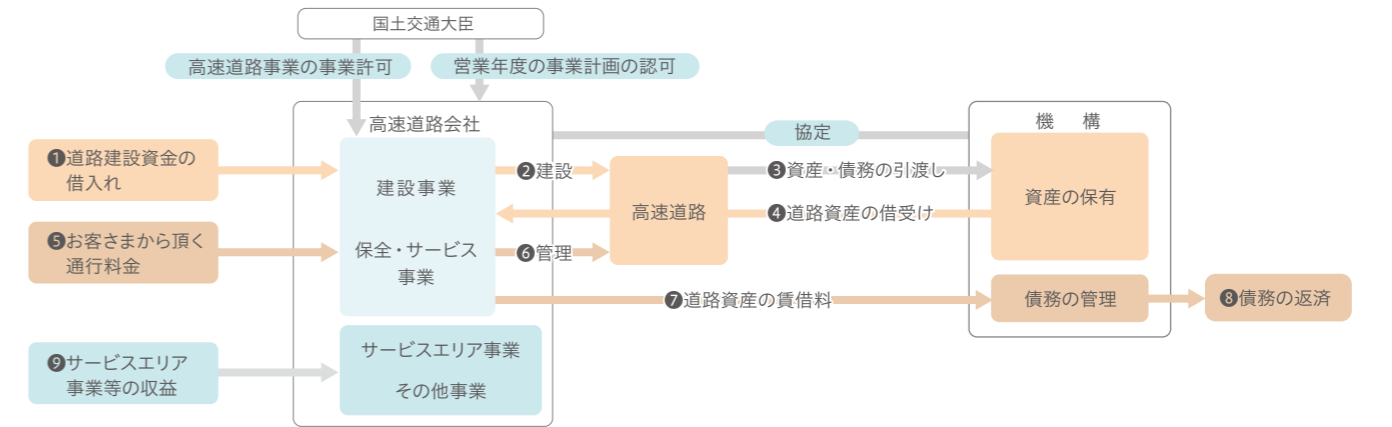 国土交通大臣
高速道路事業の事業許可
営業年度の事業計画の認可
高速道路会社
協定
機 構
❶道路建設資金の
借入れ
建設事業
❷建設
高速道路
❸資産・債務の引渡し
資産の保有
❹道路資産の借受け
❺お客さまから頂く
通行料金
保全・サービス
事業
❻管理
❼道路資産の賃借料
債務の管理
❽債務の返済
❾サービスエリア
事業等の収益
サービスエリア事業
その他事業